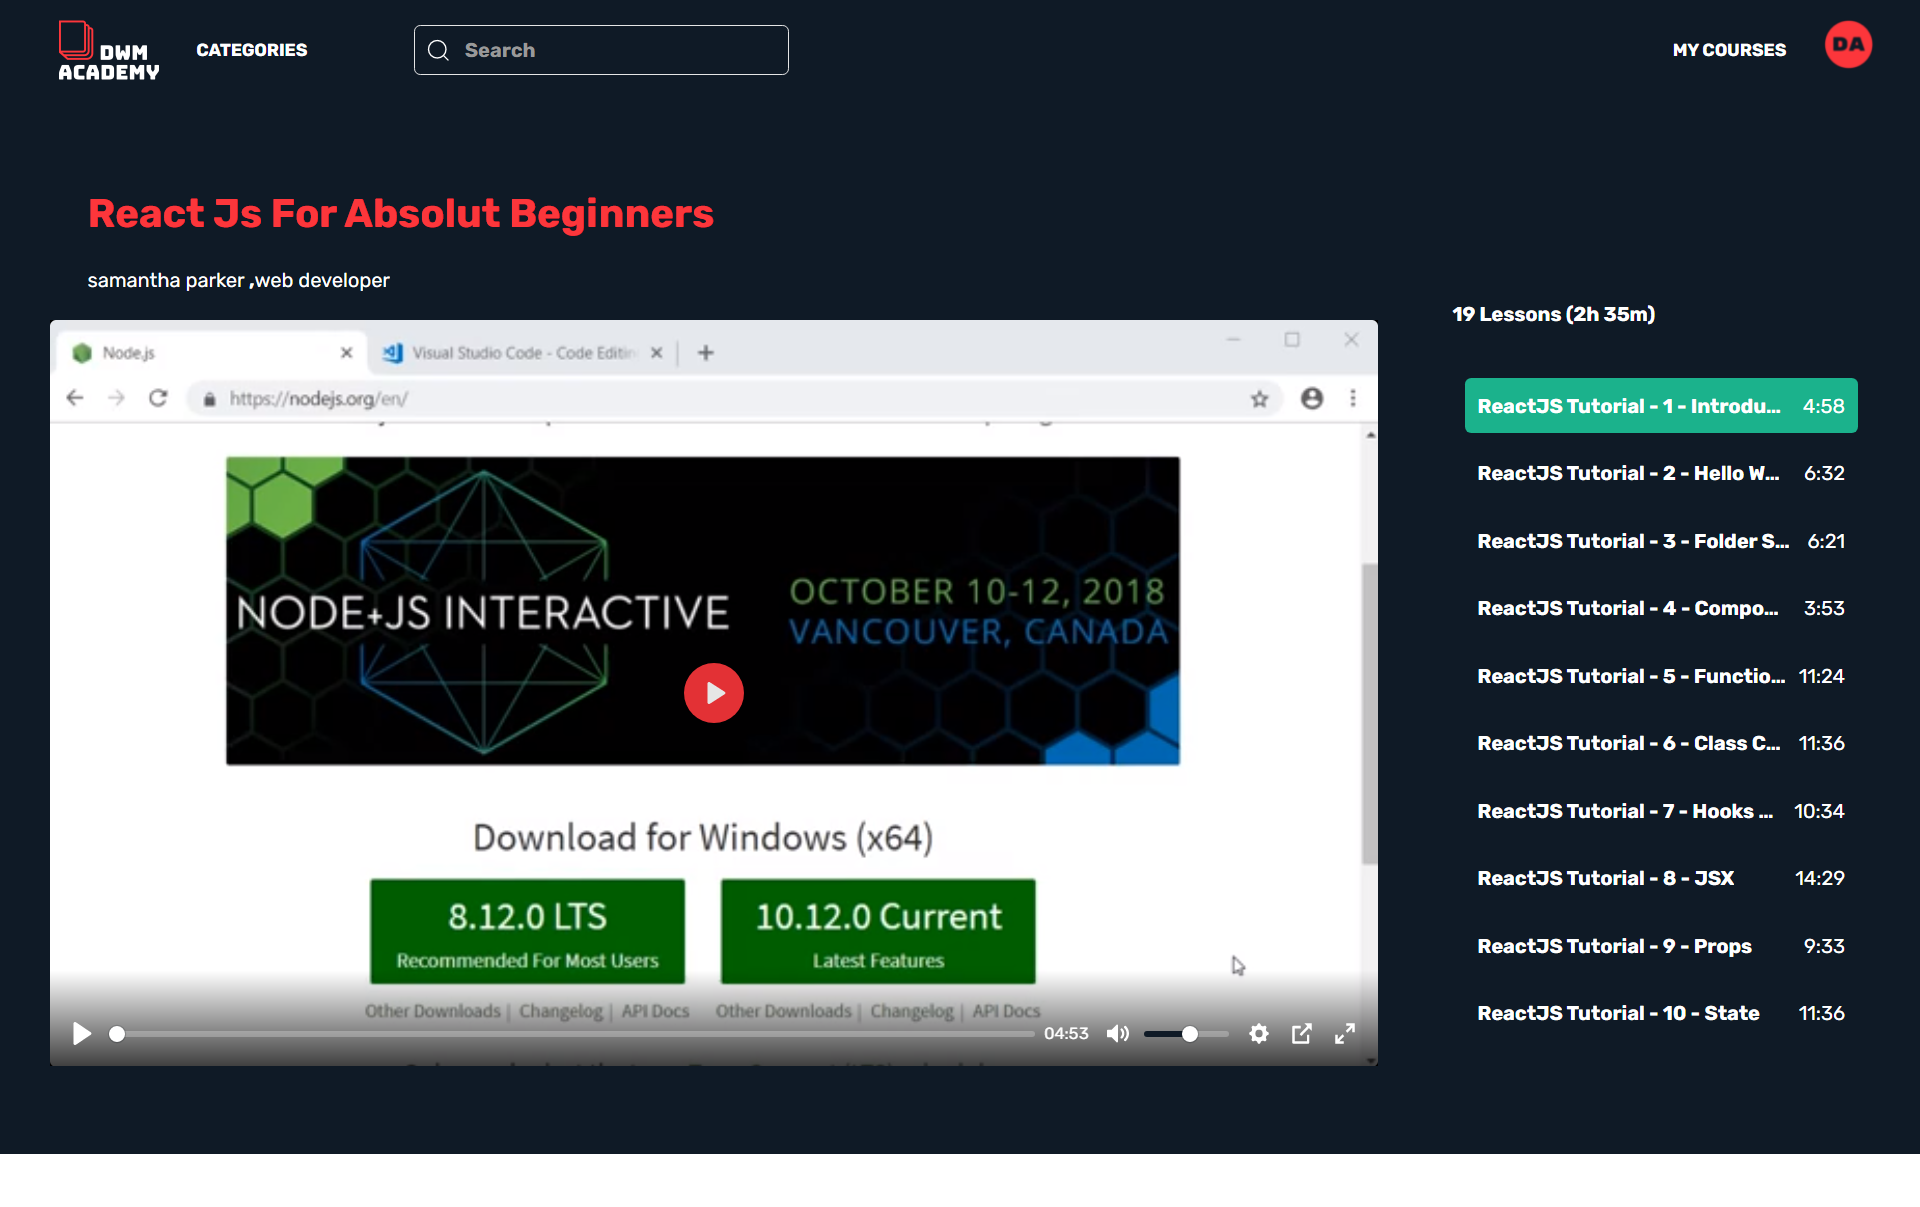 DWM
ACADEMY
CATEGORIES
Search
MY COURSES
DA
React Js For Absolut Beginners
samantha parker ,web developer
19 Lessons (2h 35m)
Node.js
Visual Studio Code - Code Editin
https://nodejs.org/en/
NODE+JS INTERACTIVE
OCTOBER 10-12, 2018
VANCOUVER, CANADA
Download for Windows (x64)
8.12.0 LTS
Recommended For Most Users
10.12.0 Current
Latest Features
Other Downloads | Changelog | API Docs
Other Downloads | Changelog | API Docs
04:53
ReactJS Tutorial - 1 - Introdu... 4:58
ReactJS Tutorial - 2 - Hello W... 6:32
ReactJS Tutorial - 3 - Folder S... 6:21
ReactJS Tutorial - 4 - Compo... 3:53
ReactJS Tutorial - 5 - Functio... 11:24
ReactJS Tutorial - 6 - Class C... 11:36
ReactJS Tutorial - 7 - Hooks ... 10:34
ReactJS Tutorial - 8 - JSX 14:29
ReactJS Tutorial - 9 - Props 9:33
ReactJS Tutorial - 10 - State 11:36